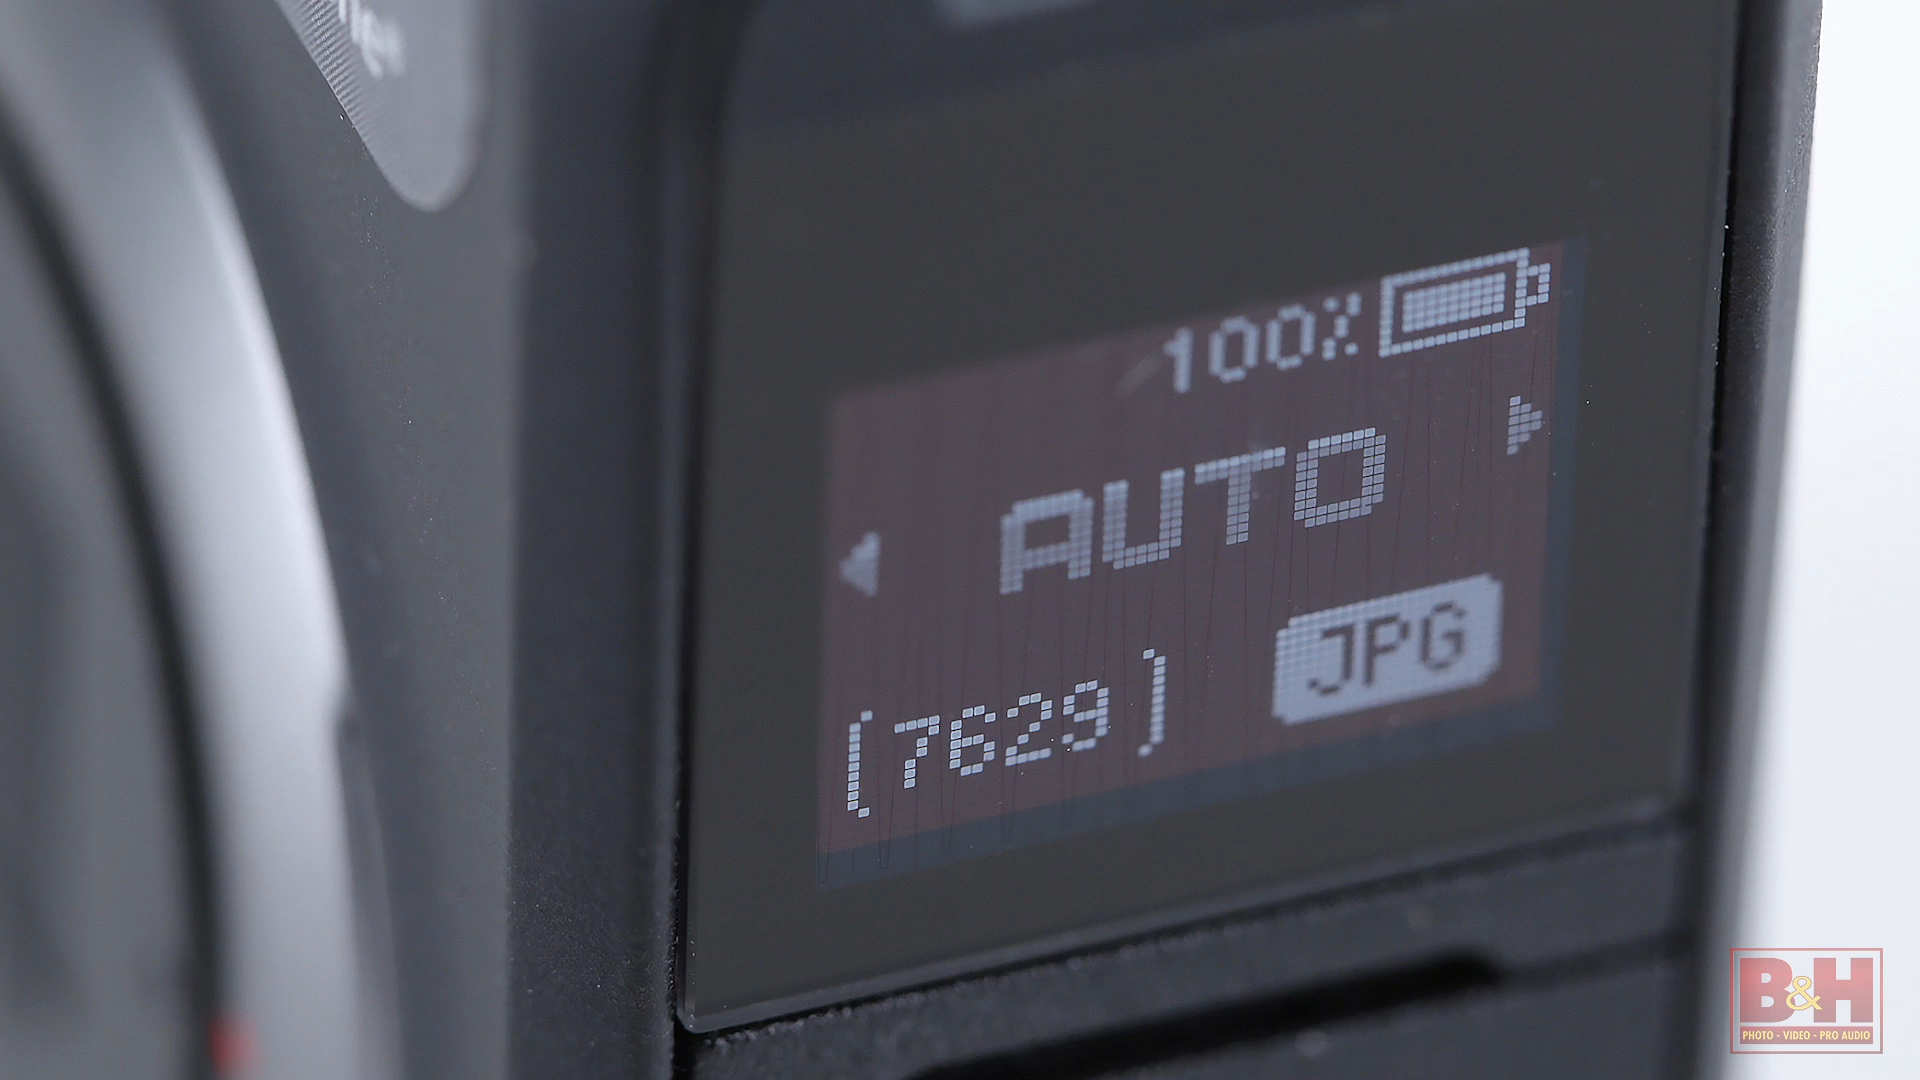 100%
AUTO
JPG
[7629]
B&H
PHOTO - VIDEO - PRO AUDIO